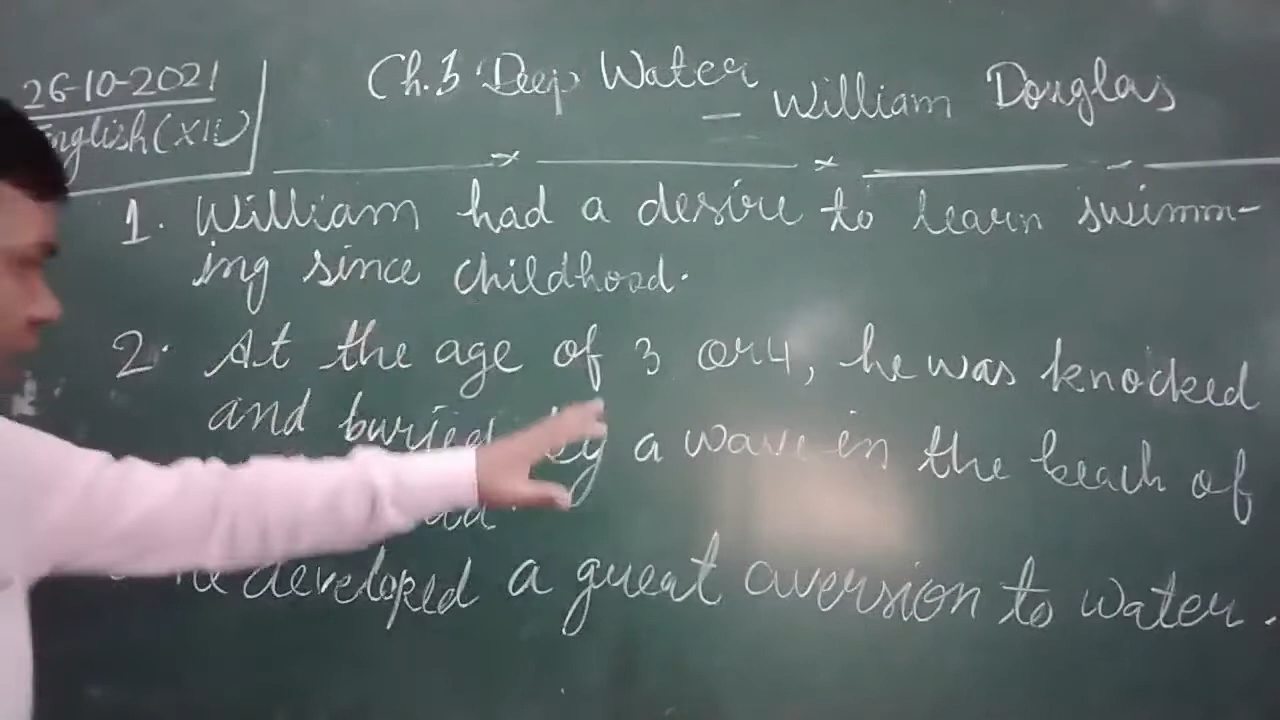 26-10-2021
English (XII)
Ch.3 Deep Water
- William Douglas
1. William had a desire to learn swimm-
ing since childhood.
2. At the age of 3 or 4, he was knocked
and buried by a wave in the beach of
He developed a great aversion to water.